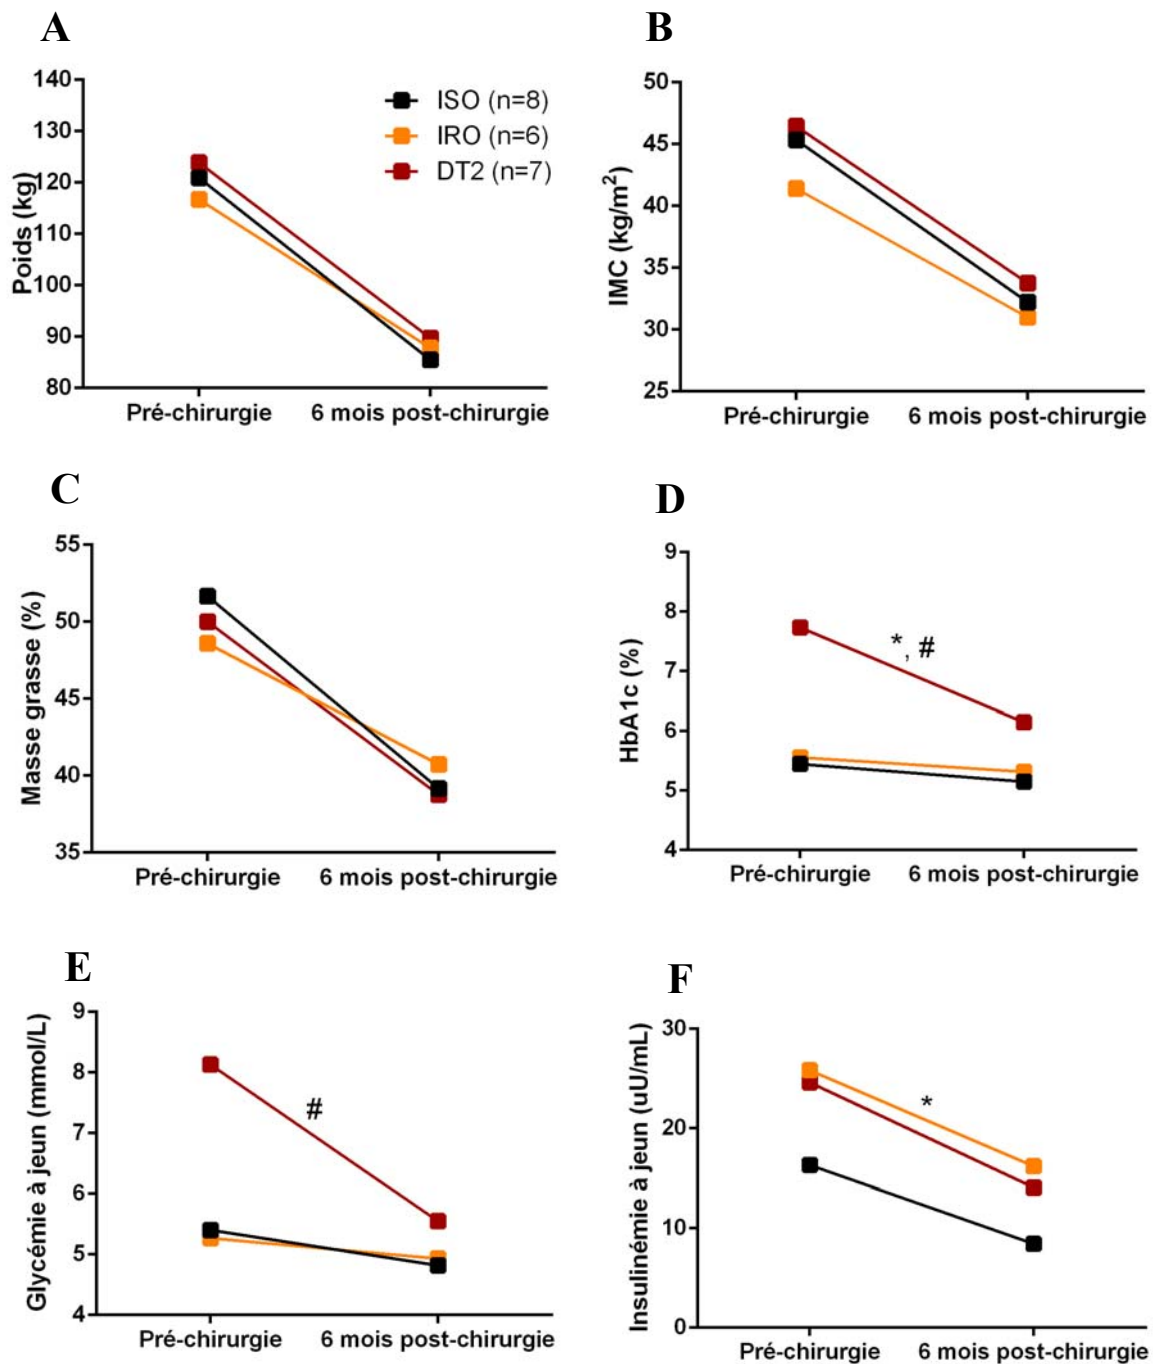 A
Poids (kg)
140
130
120
110
100
90
80
ISO (n=8)
IRO (n=6)
DT2 (n=7)
Pré-chirurgie
6 mois post-chirurgie
B
IMC (kg/m²)
50
45
40
35
30
25
Pré-chirurgie
6 mois post-chirurgie
C
Masse grasse (%)
55
50
45
40
35
Pré-chirurgie
6 mois post-chirurgie
D
HbA1c (%)
9
8
7
6
5
4
*, #
Pré-chirurgie
6 mois post-chirurgie
E
Glycémie à jeun (mmol/L)
9
8
7
6
5
4
#
Pré-chirurgie
6 mois post-chirurgie
F
Insulinémie à jeun (uU/mL)
30
20
10
0
*
Pré-chirurgie
6 mois post-chirurgie